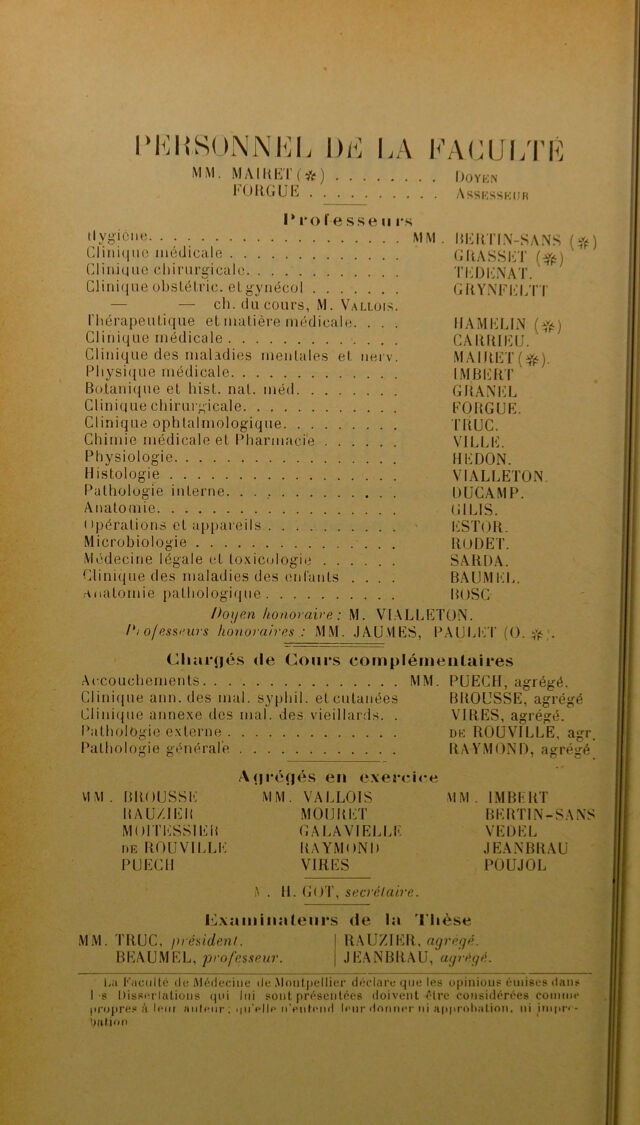 PERSONNEL DE LA FACULTÉ
MM. MAIRET (✻) . . . . . . . . DOYEN
FORGUE . . . . . . . . . . ASSESSEUR
Professeurs
Hygiène. . . . . . . . . . . . . . . . . . . MM. BERTIN-SANS (✻)
Clinique médicale . . . . . . . . . . . . . GRASSET (✻)
Clinique chirurgicale. . . . . . . . . . . . TEDENAT.
Clinique obstétric. et gynécol . . . . . . . GRYNFELTT
— — ch. du cours, M. VALLOIS.
Thérapeutique et matière médicale. . . . HAMELIN (✻)
Clinique médicale . . . . . . . . . . . . . CARRIEU.
Clinique des maladies mentales et nerv. MAIRET (✻).
Physique médicale. . . . . . . . . . . . . IMBERT
Botanique et hist. nat. méd. . . . . . . . GRANEL
Clinique chirurgicale. . . . . . . . . . . . FORGUE.
Clinique ophtalmologique. . . . . . . . . TRUC.
Chimie médicale et Pharmacie . . . . . . VILLE.
Physiologie. . . . . . . . . . . . . . . . . HEDON.
Histologie . . . . . . . . . . . . . . . . . VIALLETON.
Pathologie interne. . . . . . . . . . . . . DUCAMP.
Anatomie. . . . . . . . . . . . . . . . . . GILIS.
Opérations et appareils . . . . . . . . . . ESTOR.
Microbiologie . . . . . . . . . . . . . . . RODET.
Médecine légale et toxicologie . . . . . . SARDA.
Clinique des maladies des enfants . . . . BAUMEL.
Anatomie pathologique . . . . . . . . . . BOSC
Doyen honoraire: M. VIALLETON.
Professeurs honoraires : MM. JAUMES, PAULET (O. ✻).
Chargés de Cours complémentaires
Accouchements. . . . . . . . . . . . . . . MM. PUECH, agrégé.
Clinique ann. des mal. syphil. et cutanées BROUSSE, agrégé
Clinique annexe des mal. des vieillards. . VIRES, agrégé.
Pathologie externe . . . . . . . . . . . . . DE ROUVILLE, agr.
Pathologie générale . . . . . . . . . . . . RAYMOND, agrégé
Agrégés en exercice
MM. BROUSSE MM. VALLOIS MM. IMBERT
RAUZIER MOURET BERTIN-SANS
MOITESSIER GALAVIELLE VEDEL
DE ROUVILLE RAYMOND JEANBRAU
PUECH VIRES POUJOL
M. H. GOT, secrétaire.
Examinateurs de la Thèse
MM. TRUC, président. RAUZIER, agrégé.
BEAUMEL, professeur. JEANBRAU, agrégé.
La Faculté de Médecine de Montpellier déclare que les opinions émises dans
les Dissertations qui lui sont présentées doivent être considérées comme
propres à leur auteur ; qu'elle n'entend leur donner ni approbation, ni impro-
bation